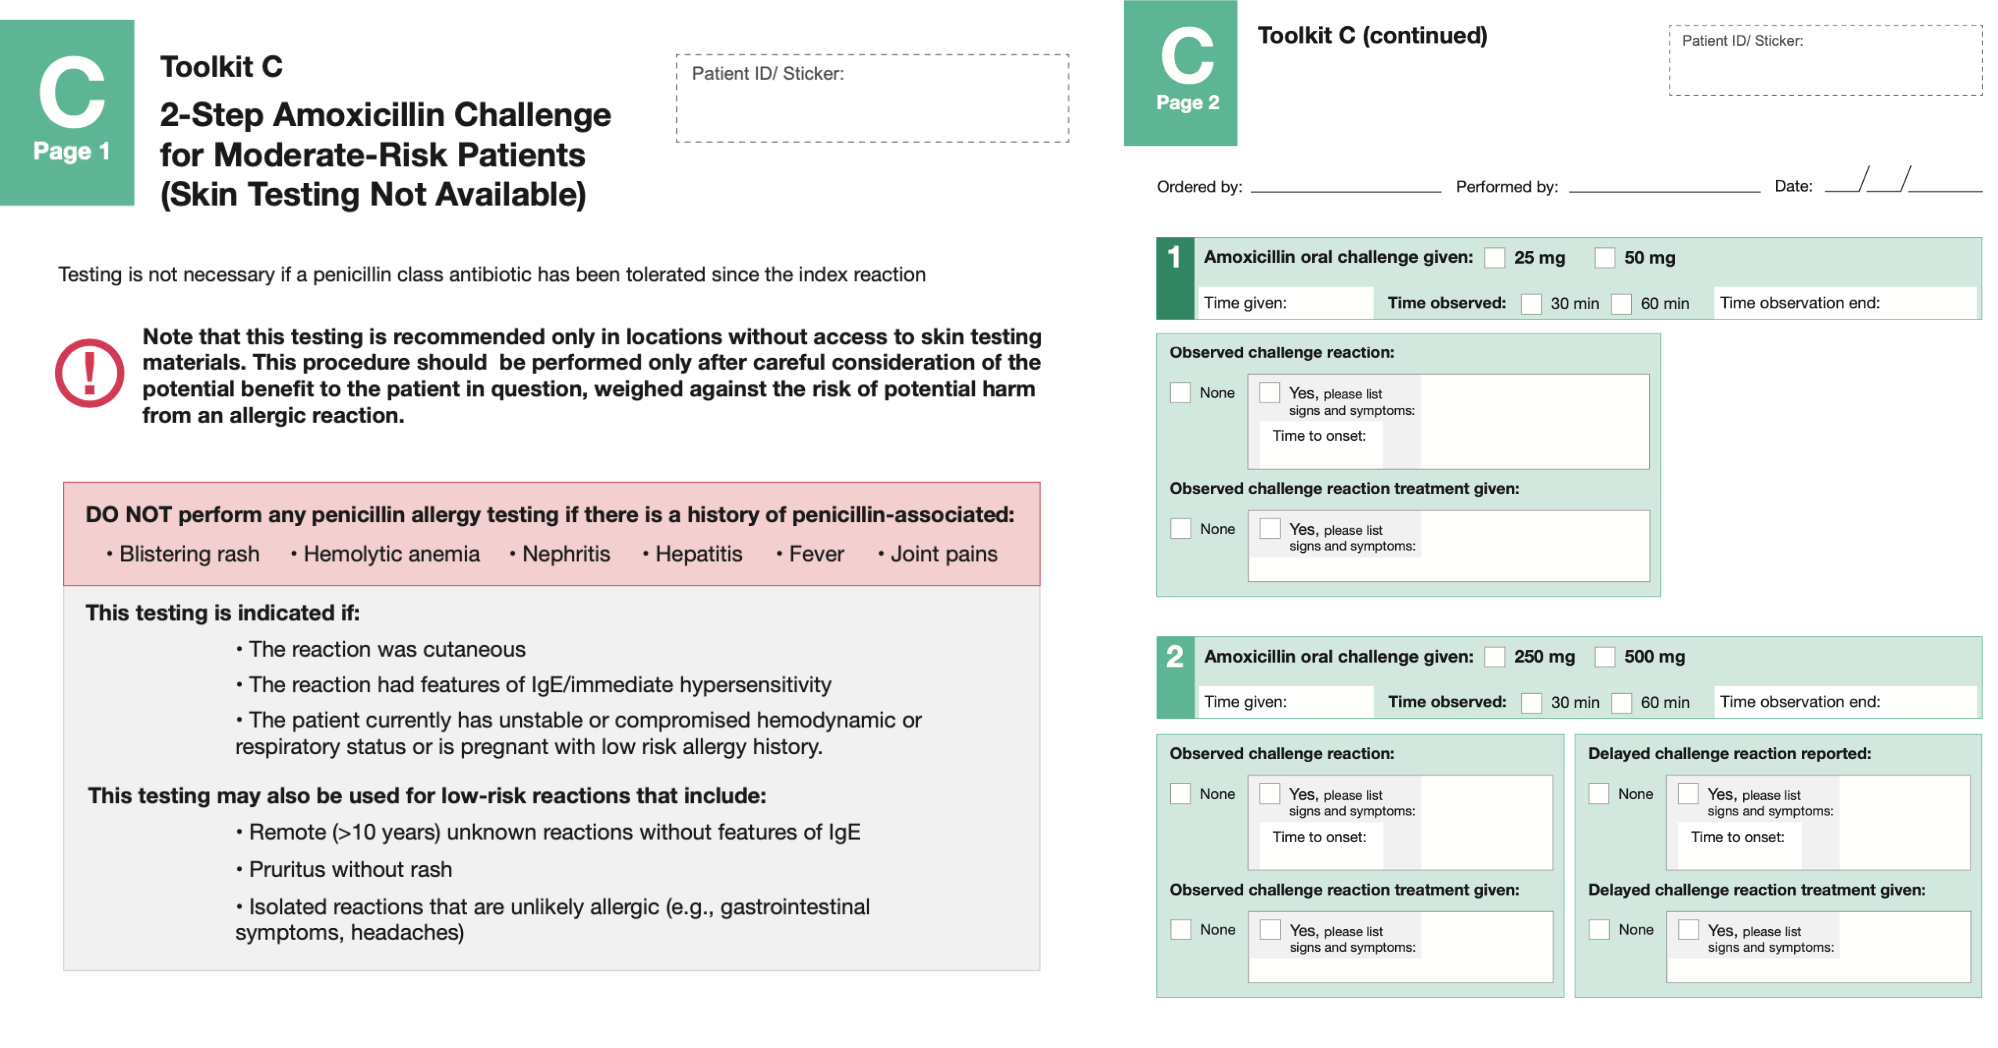 C
Page 1
Toolkit C
2-Step Amoxicillin Challenge
for Moderate-Risk Patients
(Skin Testing Not Available)
Patient ID/ Sticker:
Testing is not necessary if a penicillin class antibiotic has been tolerated since the index reaction
!
Note that this testing is recommended only in locations without access to skin testing
materials. This procedure should be performed only after careful consideration of the
potential benefit to the patient in question, weighed against the risk of potential harm
from an allergic reaction.
DO NOT perform any penicillin allergy testing if there is a history of penicillin-associated:
• Blistering rash • Hemolytic anemia • Nephritis • Hepatitis • Fever • Joint pains
This testing is indicated if:
• The reaction was cutaneous
• The reaction had features of IgE/immediate hypersensitivity
• The patient currently has unstable or compromised hemodynamic or
respiratory status or is pregnant with low risk allergy history.
This testing may also be used for low-risk reactions that include:
• Remote (>10 years) unknown reactions without features of IgE
• Pruritus without rash
• Isolated reactions that are unlikely allergic (e.g., gastrointestinal
symptoms, headaches)
C
Page 2
Toolkit C (continued)
Patient ID/ Sticker:
Ordered by: Performed by: Date: / /
1 Amoxicillin oral challenge given: 25 mg 50 mg
Time given: Time observed: 30 min 60 min Time observation end:
Observed challenge reaction:
None Yes, please list
signs and symptoms:
Time to onset:
Observed challenge reaction treatment given:
None Yes, please list
signs and symptoms:
2 Amoxicillin oral challenge given: 250 mg 500 mg
Time given: Time observed: 30 min 60 min Time observation end:
Observed challenge reaction:
None Yes, please list
signs and symptoms:
Time to onset:
Observed challenge reaction treatment given:
None Yes, please list
signs and symptoms:
Delayed challenge reaction reported:
None Yes, please list
signs and symptoms:
Time to onset:
Delayed challenge reaction treatment given:
None Yes, please list
signs and symptoms: